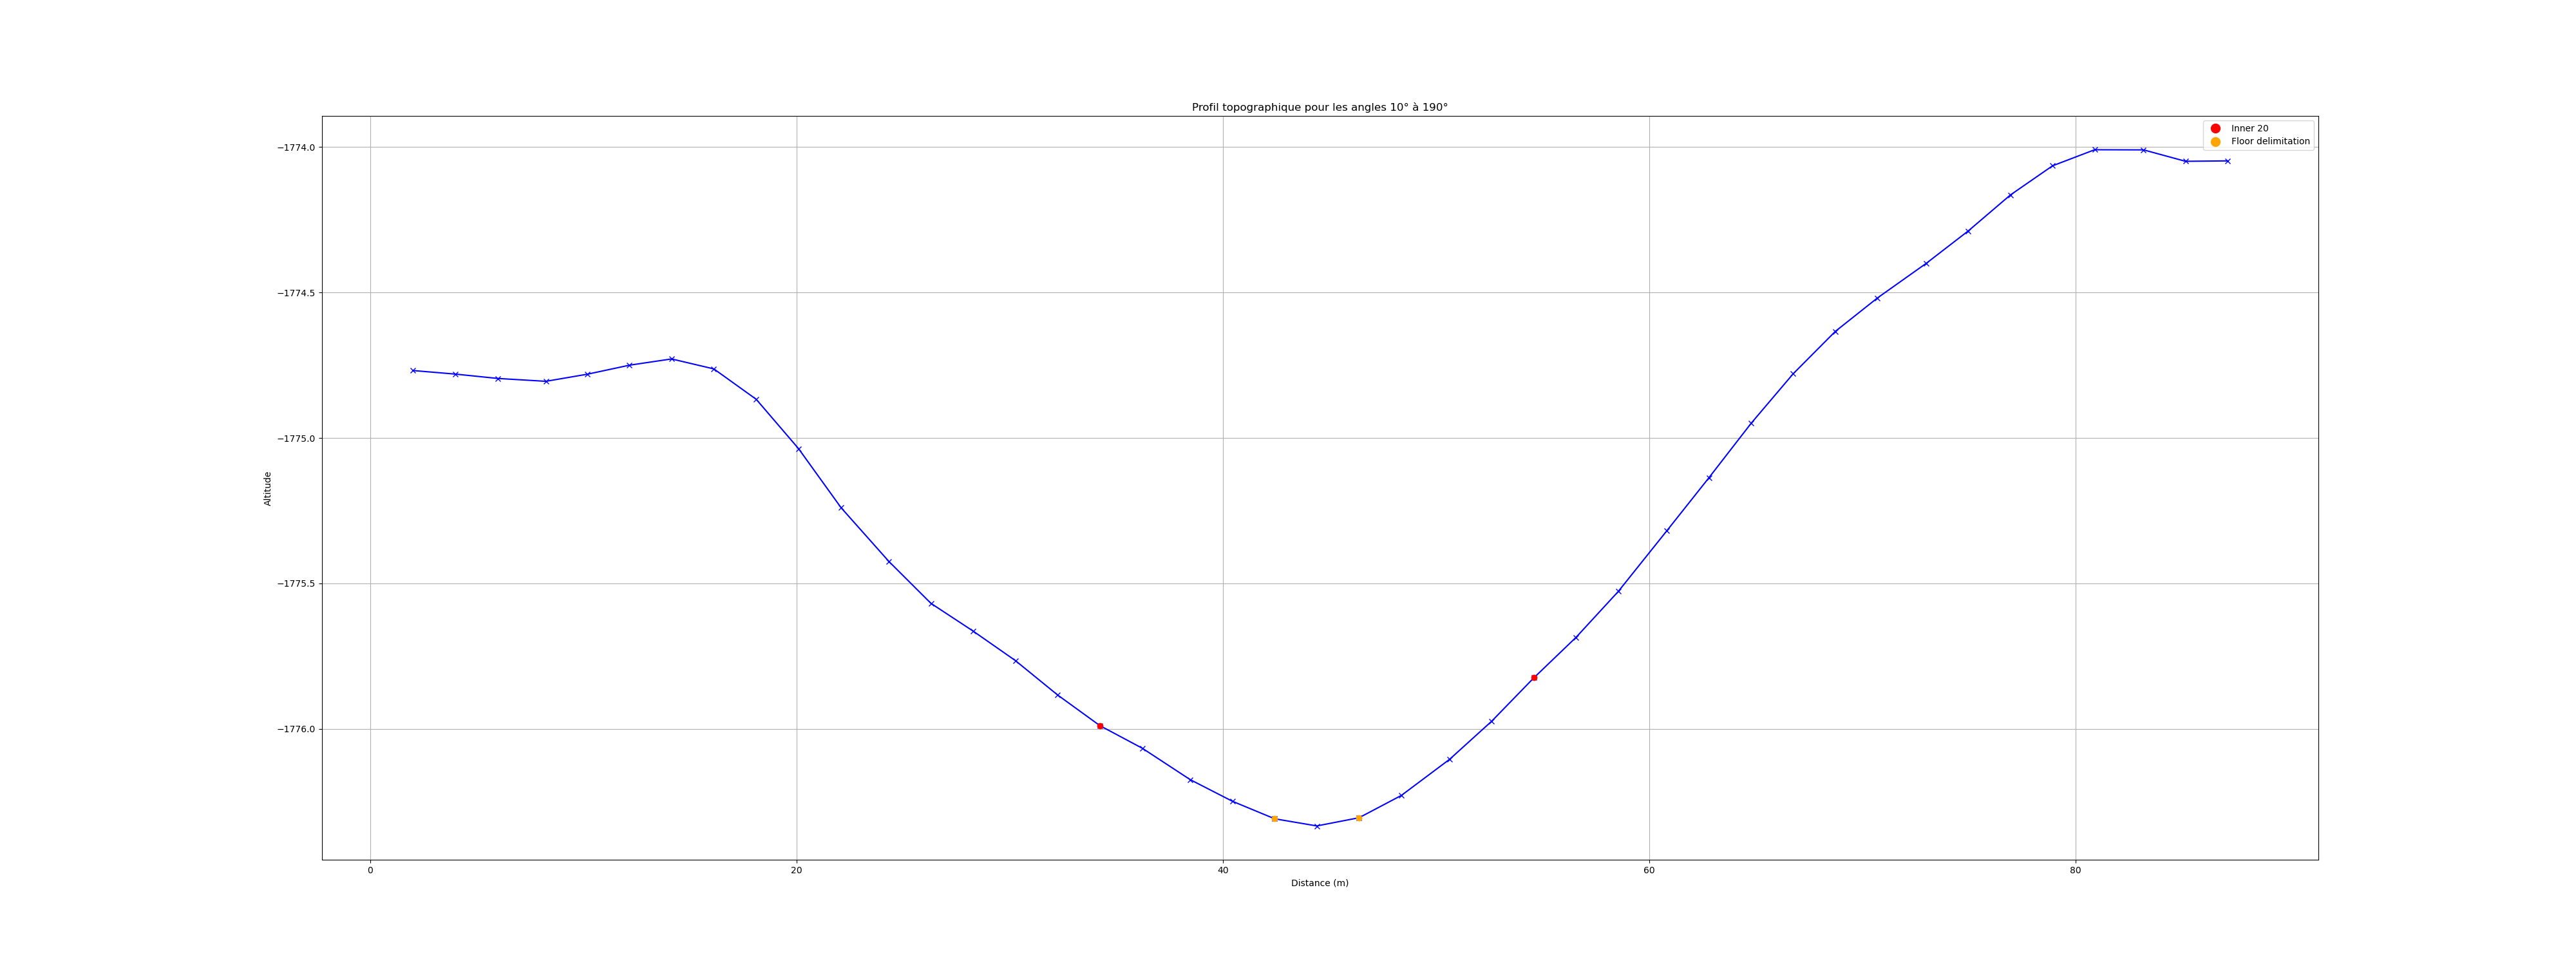 Profil topographique pour les angles 10° à 190°
Inner 20
Floor delimitation
−1774.0
−1774.5
−1775.0
−1775.5
−1776.0
Altitude
0
20
40
60
80
Distance (m)